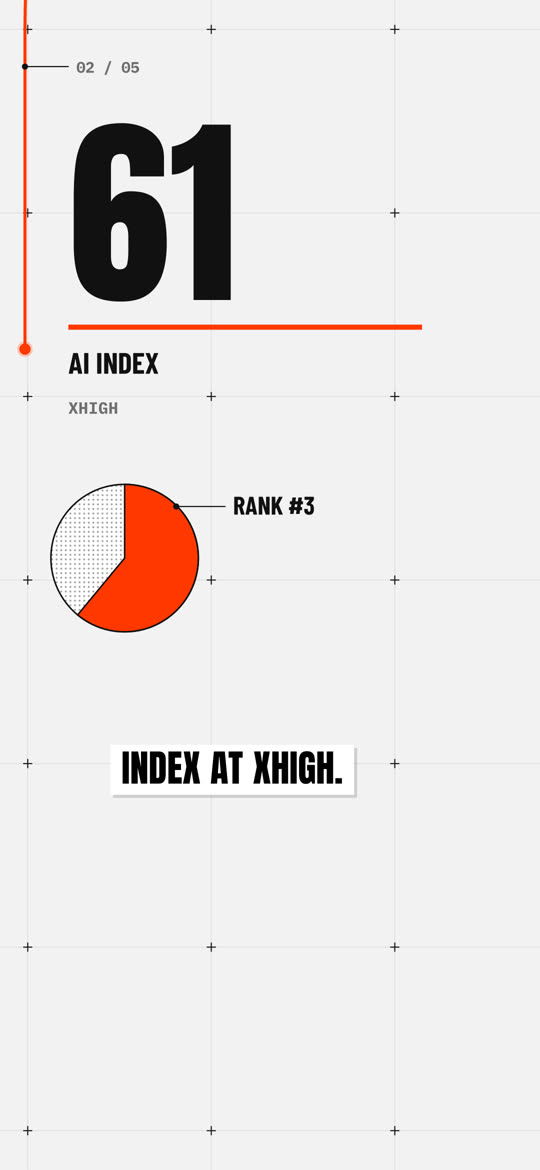 02 / 05
61
AI INDEX
XHIGH
RANK #3
INDEX AT XHIGH.